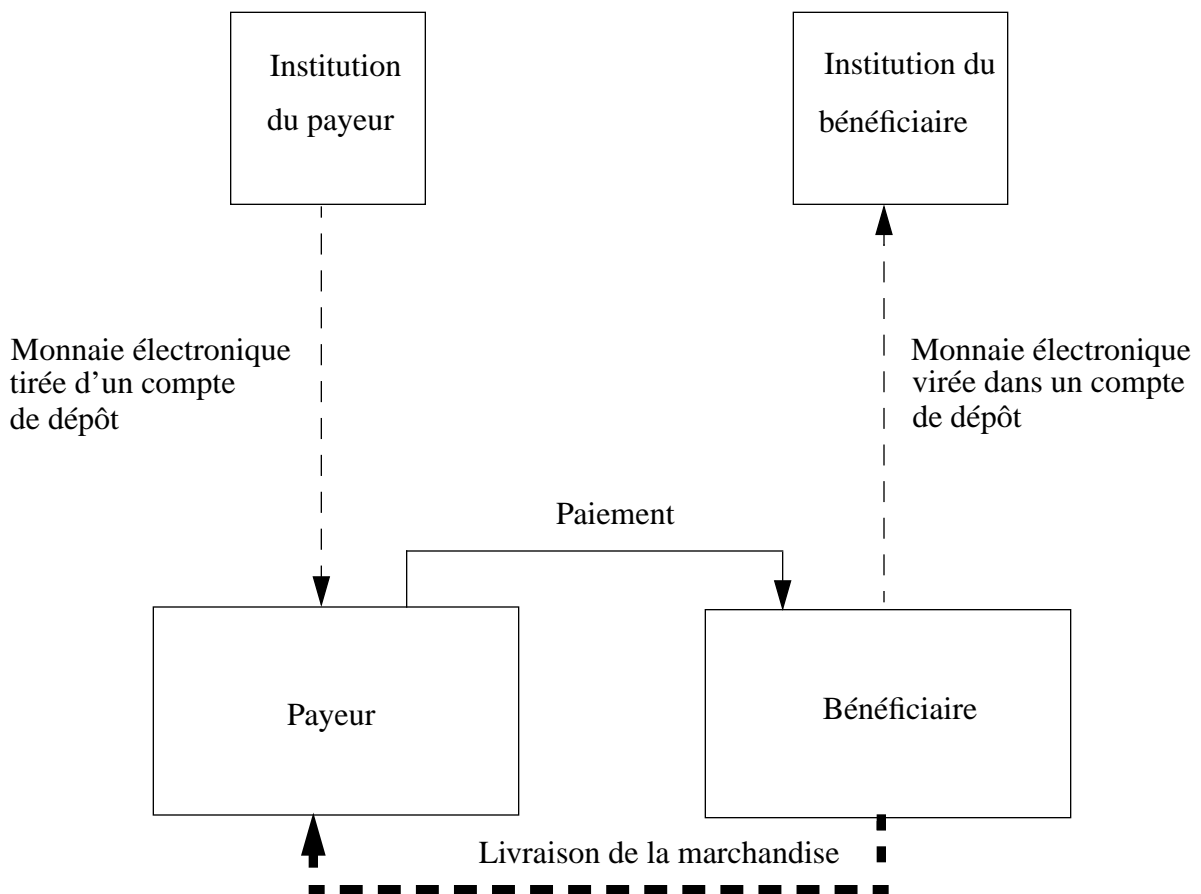 Institution
du payeur
Institution du
bénéficiaire
Monnaie électronique
tirée d’un compte
de dépôt
Monnaie électronique
virée dans un compte
de dépôt
Paiement
Payeur
Bénéficiaire
Livraison de la marchandise